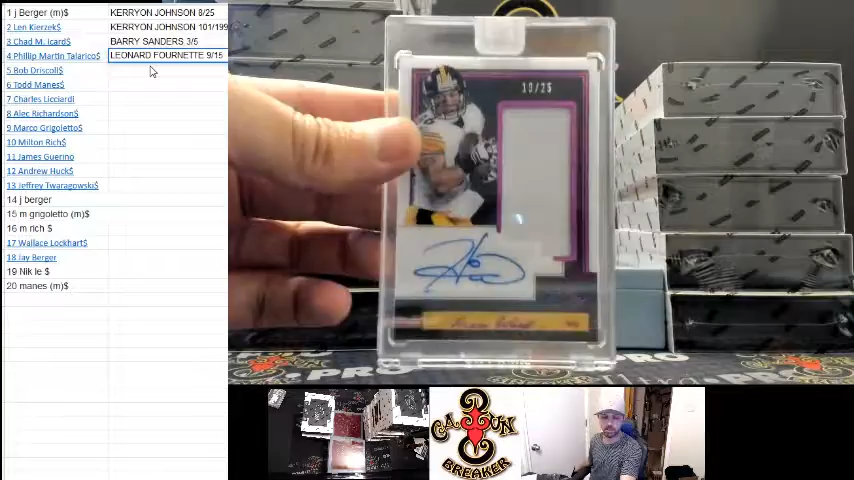 1 j Berger (m)$ KERRYON JOHNSON 8/25
2 Len Kierzek$ KERRYON JOHNSON 101/199
3 Chad M. Icard$ BARRY SANDERS 3/5
4 Phillip Martin Talarico$ LEONARD FOURNETTE 9/15
5 Bob Driscoll$
6 Todd Manes$
7 Charles Licciardi
8 Alec Richardson$
9 Marco Grigoletto$
10 Milton Rich$
11 James Guerino
12 Andrew Huck$
13 Jeffrey Twaragowski$
14 j berger
15 m grigoletto (m)$
16 m rich $
17 Wallace Lockhart$
18 Jay Berger
19 Nik le $
20 manes (m)$
10/25
.PRO
CAJUN
BREAKER